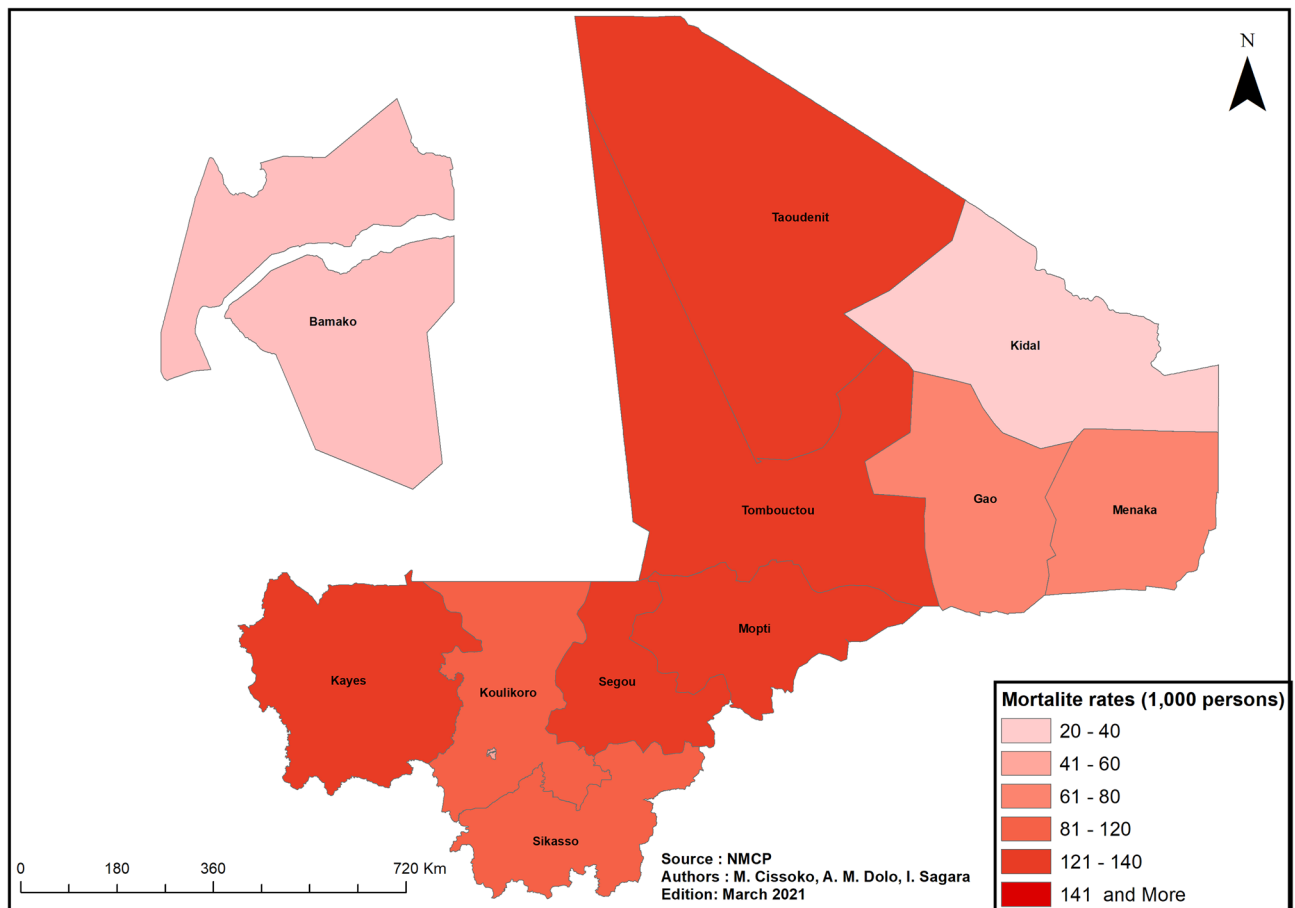 N
Taoudenit
Bamako
Kidal
Gao
Menaka
Tombouctou
Mopti
Kayes
Segou
Koulikoro
Sikasso
Mortalite rates (1,000 persons)
20 - 40
41 - 60
61 - 80
81 - 120
121 - 140
141 and More
0 180 360 720 Km
Source : NMCP
Authors : M. Cissoko, A. M. Dolo, I. Sagara
Edition: March 2021